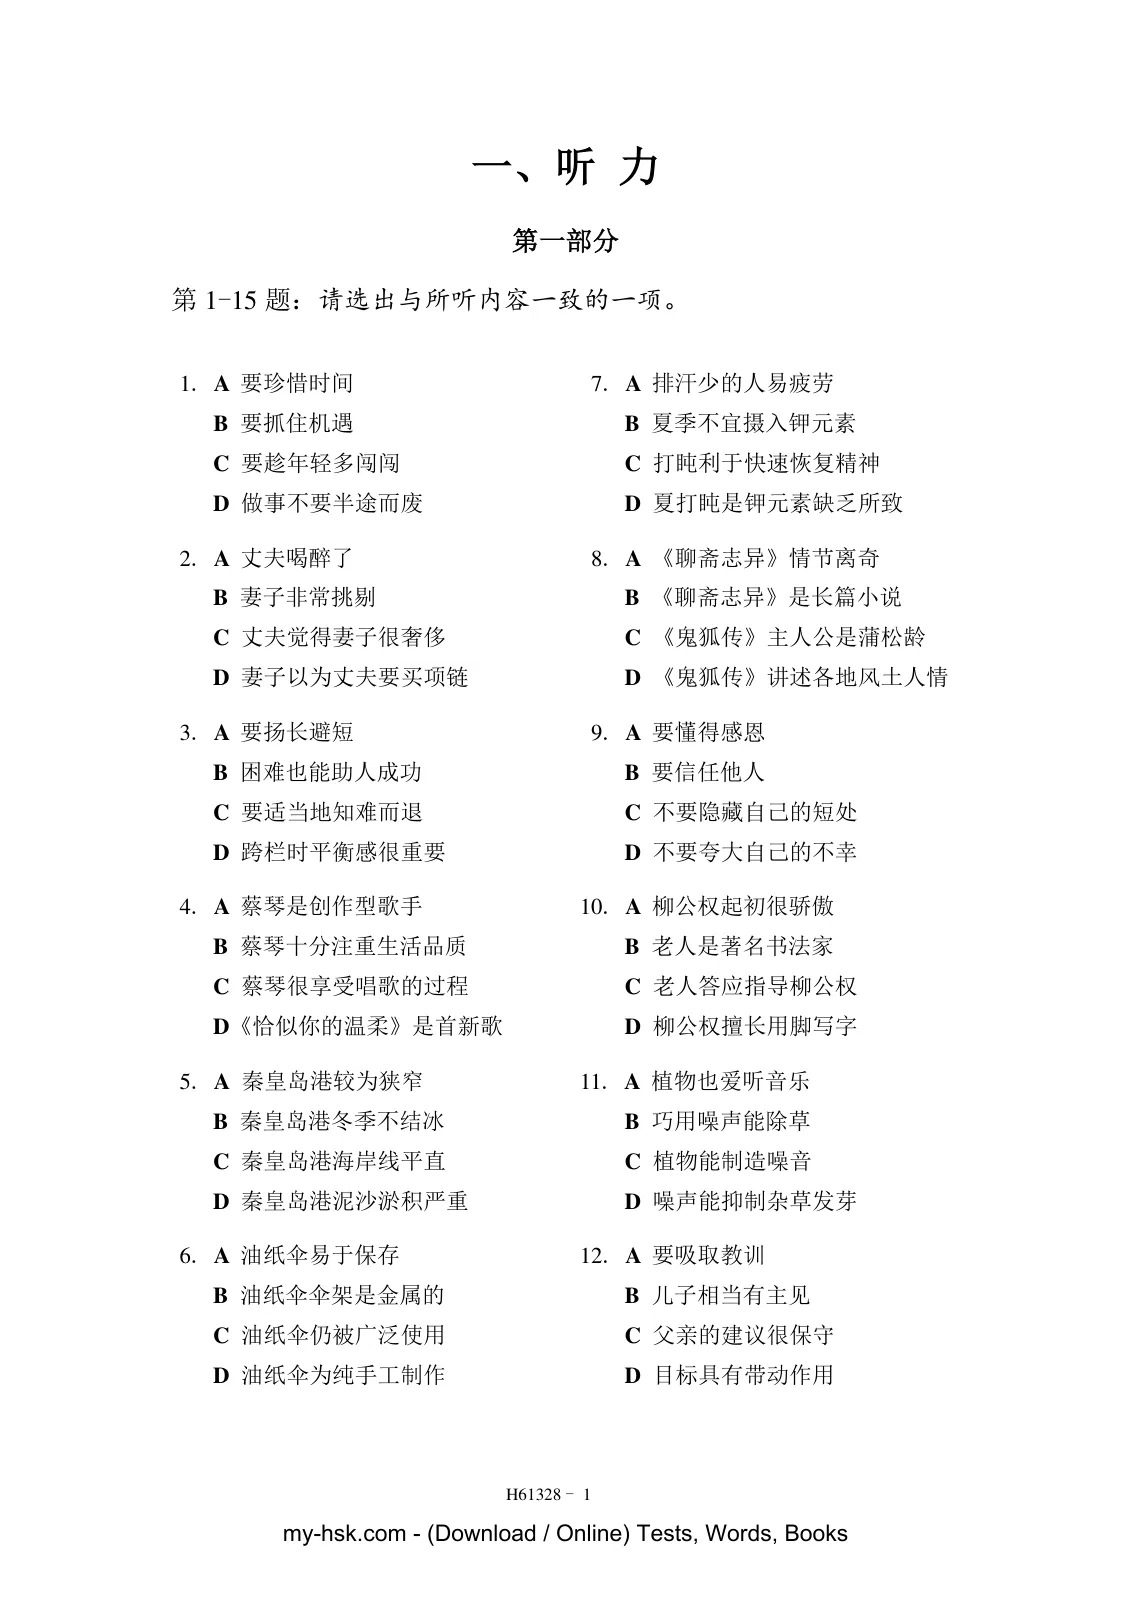 一、听 力
第一部分
第 1-15 题：请选出与所听内容一致的一项。
1. A 要珍惜时间
B 要抓住机遇
C 要趁年轻多闯闯
D 做事不要半途而废
2. A 丈夫喝醉了
B 妻子非常挑剔
C 丈夫觉得妻子很奢侈
D 妻子以为丈夫要买项链
3. A 要扬长避短
B 困难也能助人成功
C 要适当地知难而退
D 跨栏时平衡感很重要
4. A 蔡琴是创作型歌手
B 蔡琴十分注重生活品质
C 蔡琴很享受唱歌的过程
D《恰似你的温柔》是首新歌
5. A 秦皇岛港较为狭窄
B 秦皇岛港冬季不结冰
C 秦皇岛港海岸线平直
D 秦皇岛港泥沙淤积严重
6. A 油纸伞易于保存
B 油纸伞伞架是金属的
C 油纸伞仍被广泛使用
D 油纸伞为纯手工制作
7. A 排汗少的人易疲劳
B 夏季不宜摄入钾元素
C 打盹利于快速恢复精神
D 夏打盹是钾元素缺乏所致
8. A 《聊斋志异》情节离奇
B 《聊斋志异》是长篇小说
C 《鬼狐传》主人公是蒲松龄
D 《鬼狐传》讲述各地风土人情
9. A 要懂得感恩
B 要信任他人
C 不要隐藏自己的短处
D 不要夸大自己的不幸
10. A 柳公权起初很骄傲
B 老人是著名书法家
C 老人答应指导柳公权
D 柳公权擅长用脚写字
11. A 植物也爱听音乐
B 巧用噪声能除草
C 植物能制造噪音
D 噪声能抑制杂草发芽
12. A 要吸取教训
B 儿子相当有主见
C 父亲的建议很保守
D 目标具有带动作用
H61328- 1
my-hsk.com - (Download / Online) Tests, Words, Books